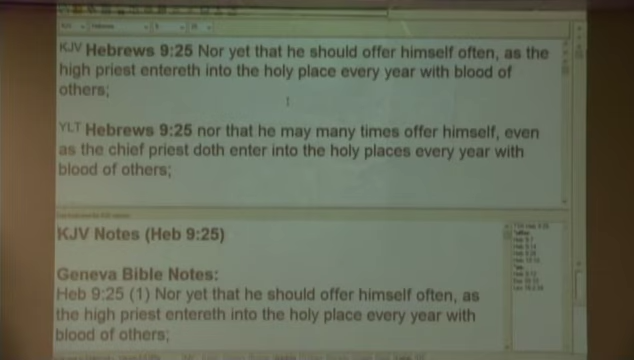 KJV Hebrews 9:25 Nor yet that he should offer himself often, as the
high priest entereth into the holy place every year with blood of
others;
YLT Hebrews 9:25 nor that he may many times offer himself, even
as the chief priest doth enter into the holy places every year with
blood of others;
KJV Notes (Heb 9:25)
Geneva Bible Notes:
Heb 9:25 (1) Nor yet that he should offer himself often, as
the high priest entereth into the holy place every year with
blood of others;